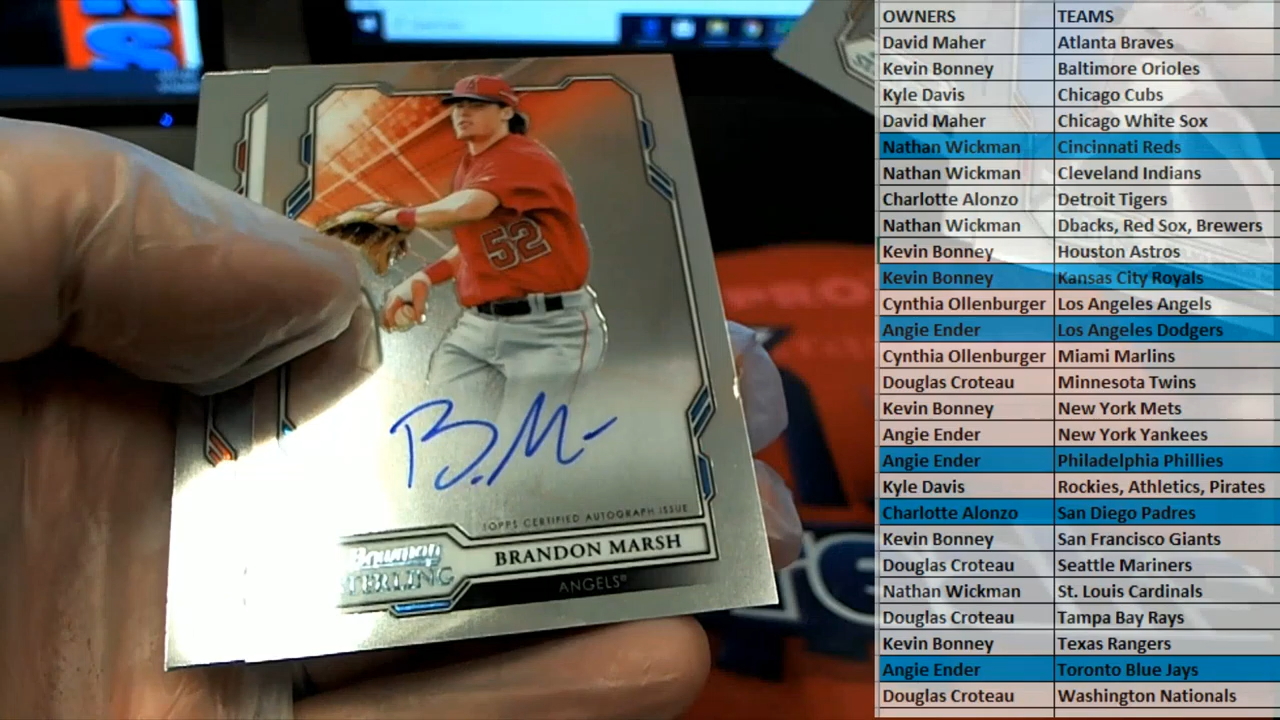 52
B.M
TOPPS CERTIFIED AUTOGRAPH ISSUE
Bowman
STERLING
BRANDON MARSH
ANGELS
OWNERS TEAMS
David Maher Atlanta Braves
Kevin Bonney Baltimore Orioles
Kyle Davis Chicago Cubs
David Maher Chicago White Sox
Nathan Wickman Cincinnati Reds
Nathan Wickman Cleveland Indians
Charlotte Alonzo Detroit Tigers
Nathan Wickman Dbacks, Red Sox, Brewers
Kevin Bonney Houston Astros
Kevin Bonney Kansas City Royals
Cynthia Ollenburger Los Angeles Angels
Angie Ender Los Angeles Dodgers
Cynthia Ollenburger Miami Marlins
Douglas Croteau Minnesota Twins
Kevin Bonney New York Mets
Angie Ender New York Yankees
Angie Ender Philadelphia Phillies
Kyle Davis Rockies, Athletics, Pirates
Charlotte Alonzo San Diego Padres
Kevin Bonney San Francisco Giants
Douglas Croteau Seattle Mariners
Nathan Wickman St. Louis Cardinals
Douglas Croteau Tampa Bay Rays
Kevin Bonney Texas Rangers
Angie Ender Toronto Blue Jays
Douglas Croteau Washington Nationals